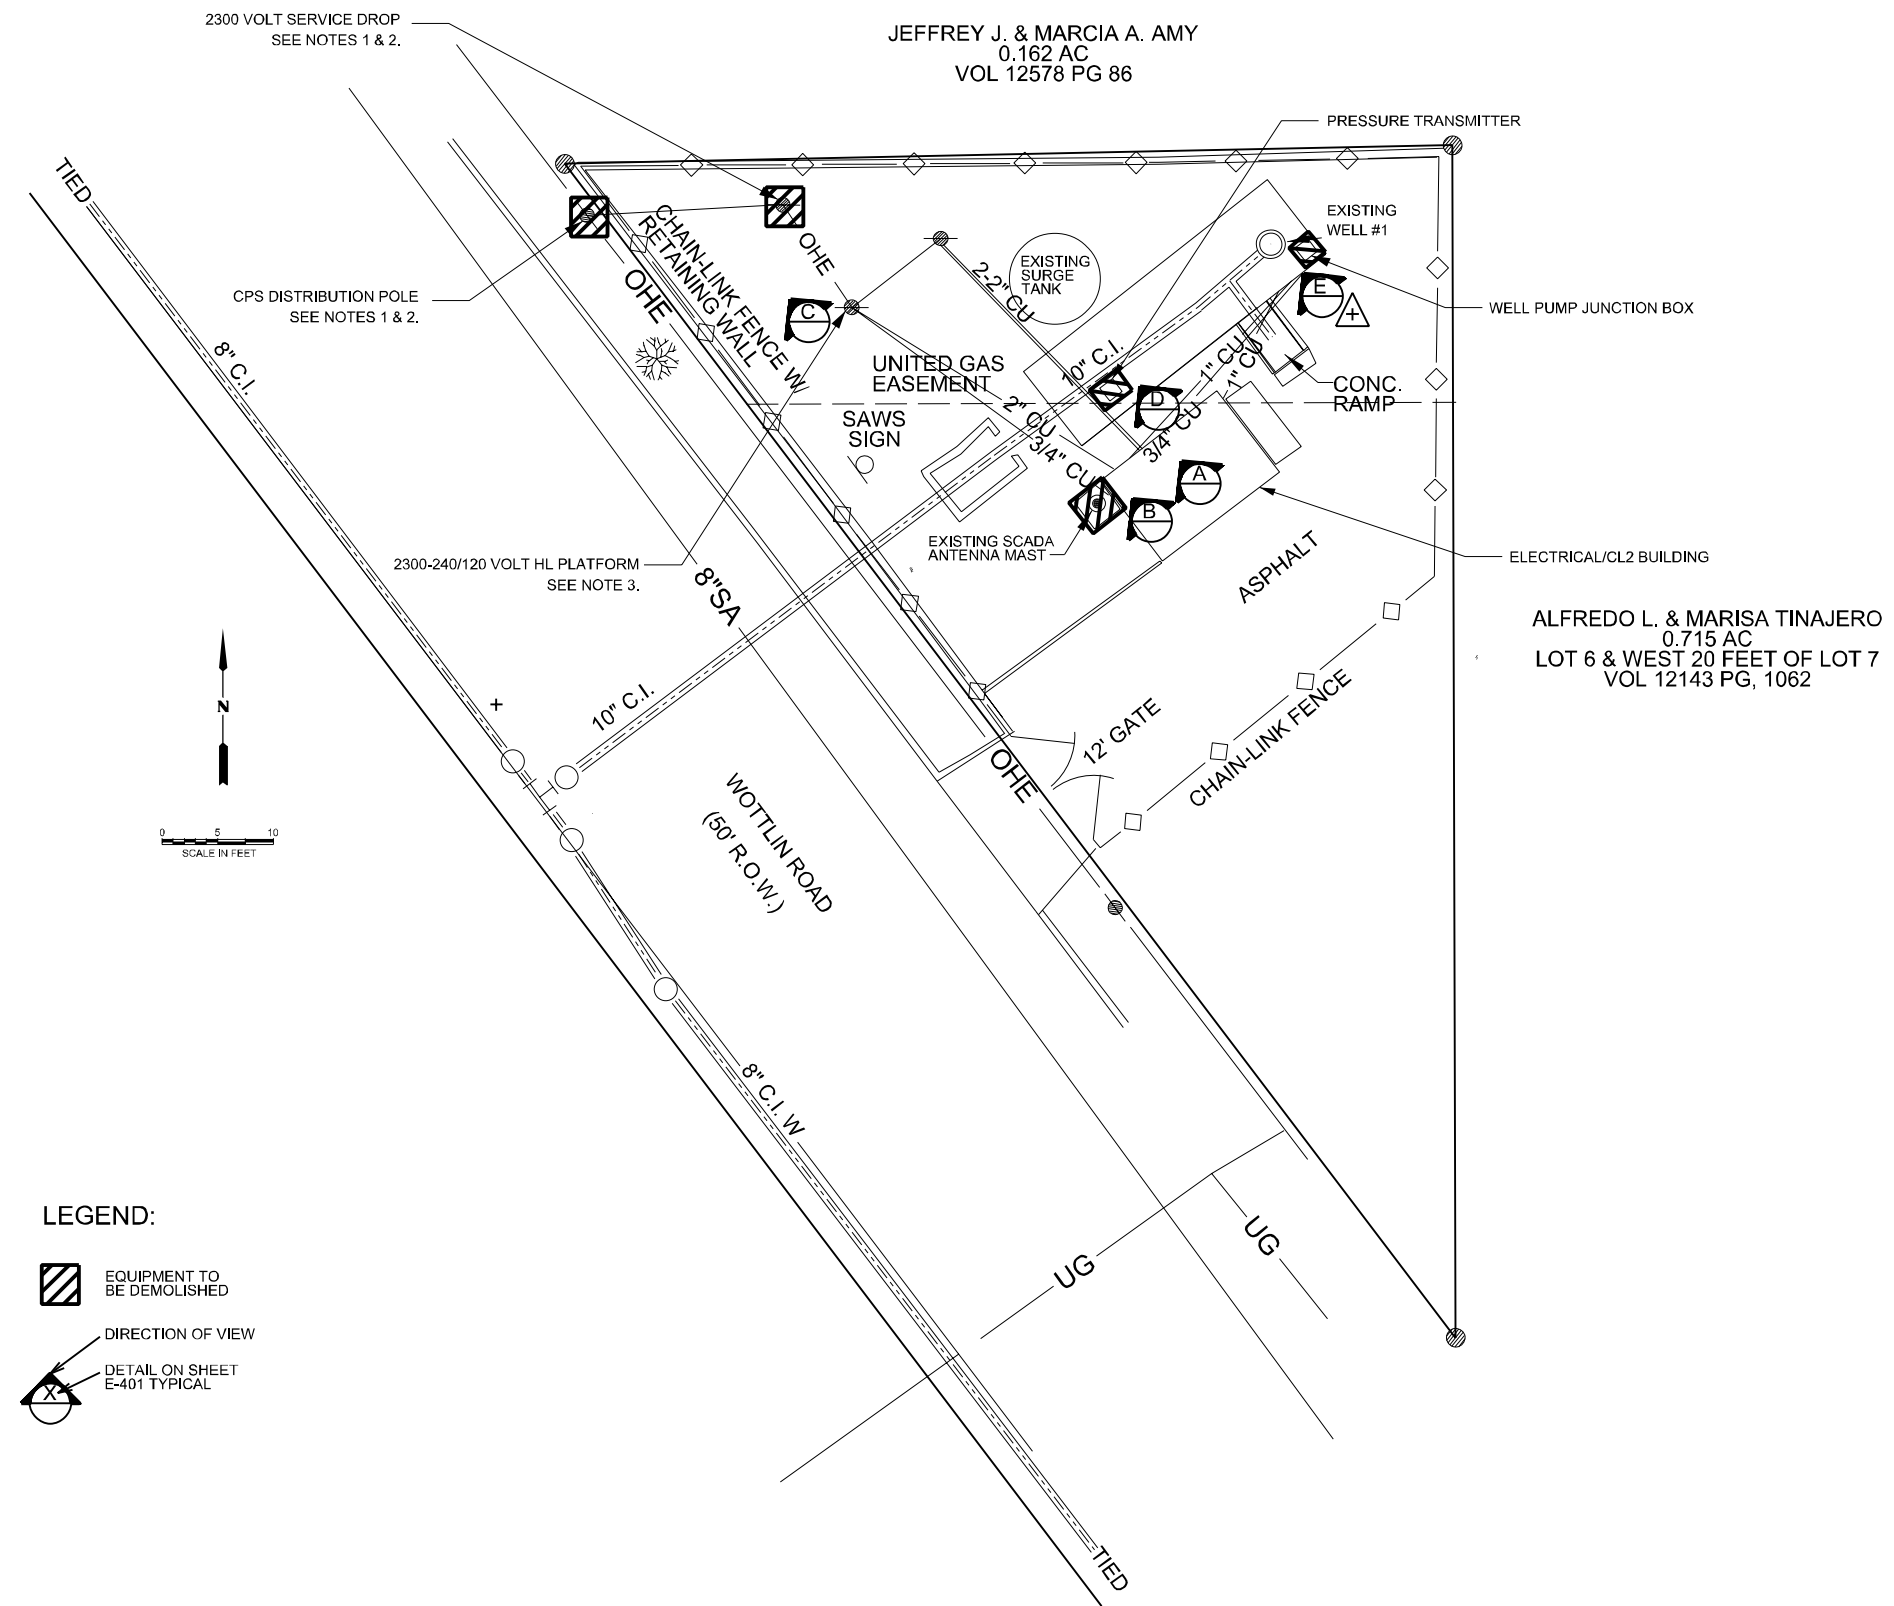 2300 VOLT SERVICE DROP
SEE NOTES 1 & 2.
JEFFREY J. & MARCIA A. AMY
0.162 AC
VOL 12578 PG 86
PRESSURE TRANSMITTER
TIED
EXISTING
WELL #1
CHAIN-LINK FENCE W/
RETAINING WALL
OHE
OHE
2-2" CU
EXISTING
SURGE
TANK
CPS DISTRIBUTION POLE
SEE NOTES 1 & 2.
C
E
+
WELL PUMP JUNCTION BOX
8" C.I.
UNITED GAS
EASEMENT
10" C.I.
1" CU
1" CU
CONC.
RAMP
D
2" CU
3/4" CU
3/4" CU
SAWS
SIGN
A
B
EXISTING SCADA
ANTENNA MAST
2300-240/120 VOLT HL PLATFORM
SEE NOTE 3.
8"SA
ASPHALT
ELECTRICAL/CL2 BUILDING
ALFREDO L. & MARISA TINAJERO
0.715 AC
LOT 6 & WEST 20 FEET OF LOT 7
VOL 12143 PG, 1062
N
10" C.I.
12' GATE
CHAIN-LINK FENCE
OHE
0 5 10
SCALE IN FEET
WOTTLIN ROAD
(50' R.O.W.)
8" C.I. W
UG
UG
TIED
LEGEND:
EQUIPMENT TO
BE DEMOLISHED
DIRECTION OF VIEW
DETAIL ON SHEET
E-401 TYPICAL
X